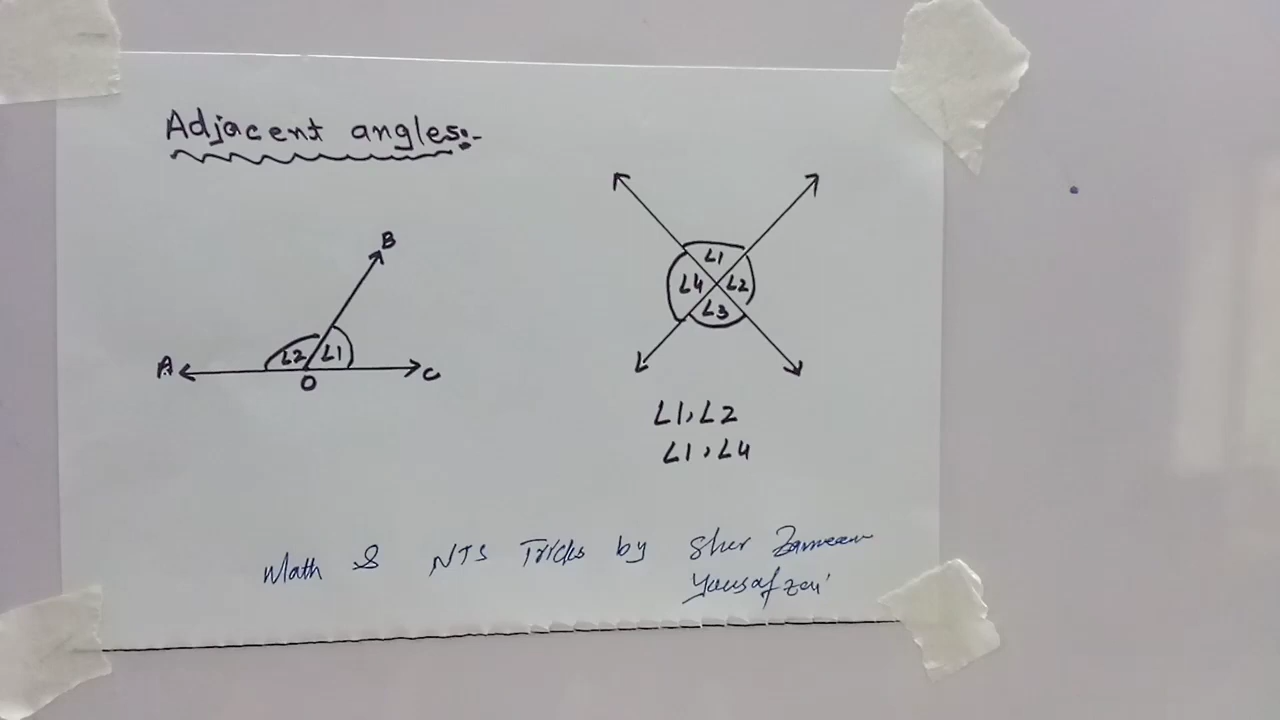 Adjacent angles:-
B
A
∠2
∠1
O
C
∠1
∠4
∠2
∠3
∠1, ∠2
∠1, ∠4
Math & NTS Tricks by Sher Zameen
Yousafzai